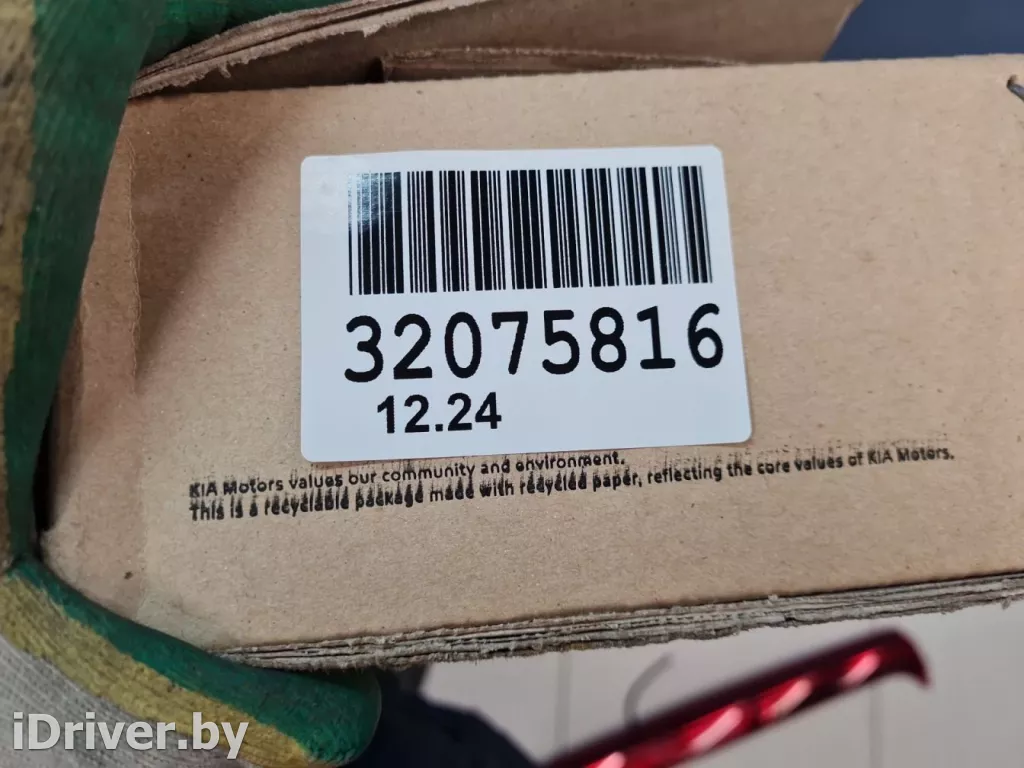 32075816
12.24
KIA Motors values our community and environment.
This is a recyclable package made with recycled paper, reflecting the core values of KIA Motors.
iDriver.by